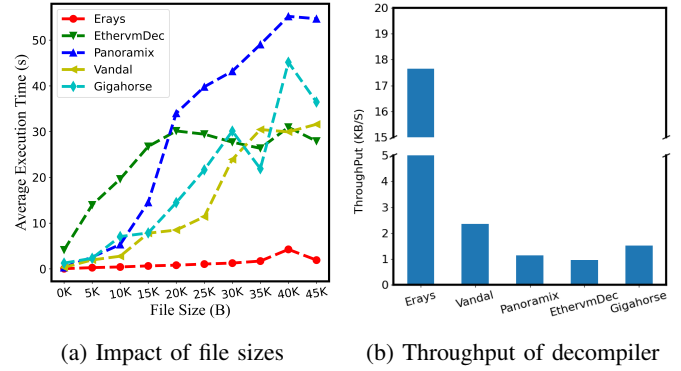 Erays
EthervmDec
Panoramix
Vandal
Gigahorse
Average Execution Time (s)
50
40
30
20
10
0
0K 5K 10K 15K 20K 25K 30K 35K 40K 45K
File Size (B)
(a) Impact of file sizes
ThroughPut (KB/S)
20
19
18
17
16
15
5
4
3
2
1
0
Erays Vandal Panoramix EthervmDec Gigahorse
(b) Throughput of decompiler